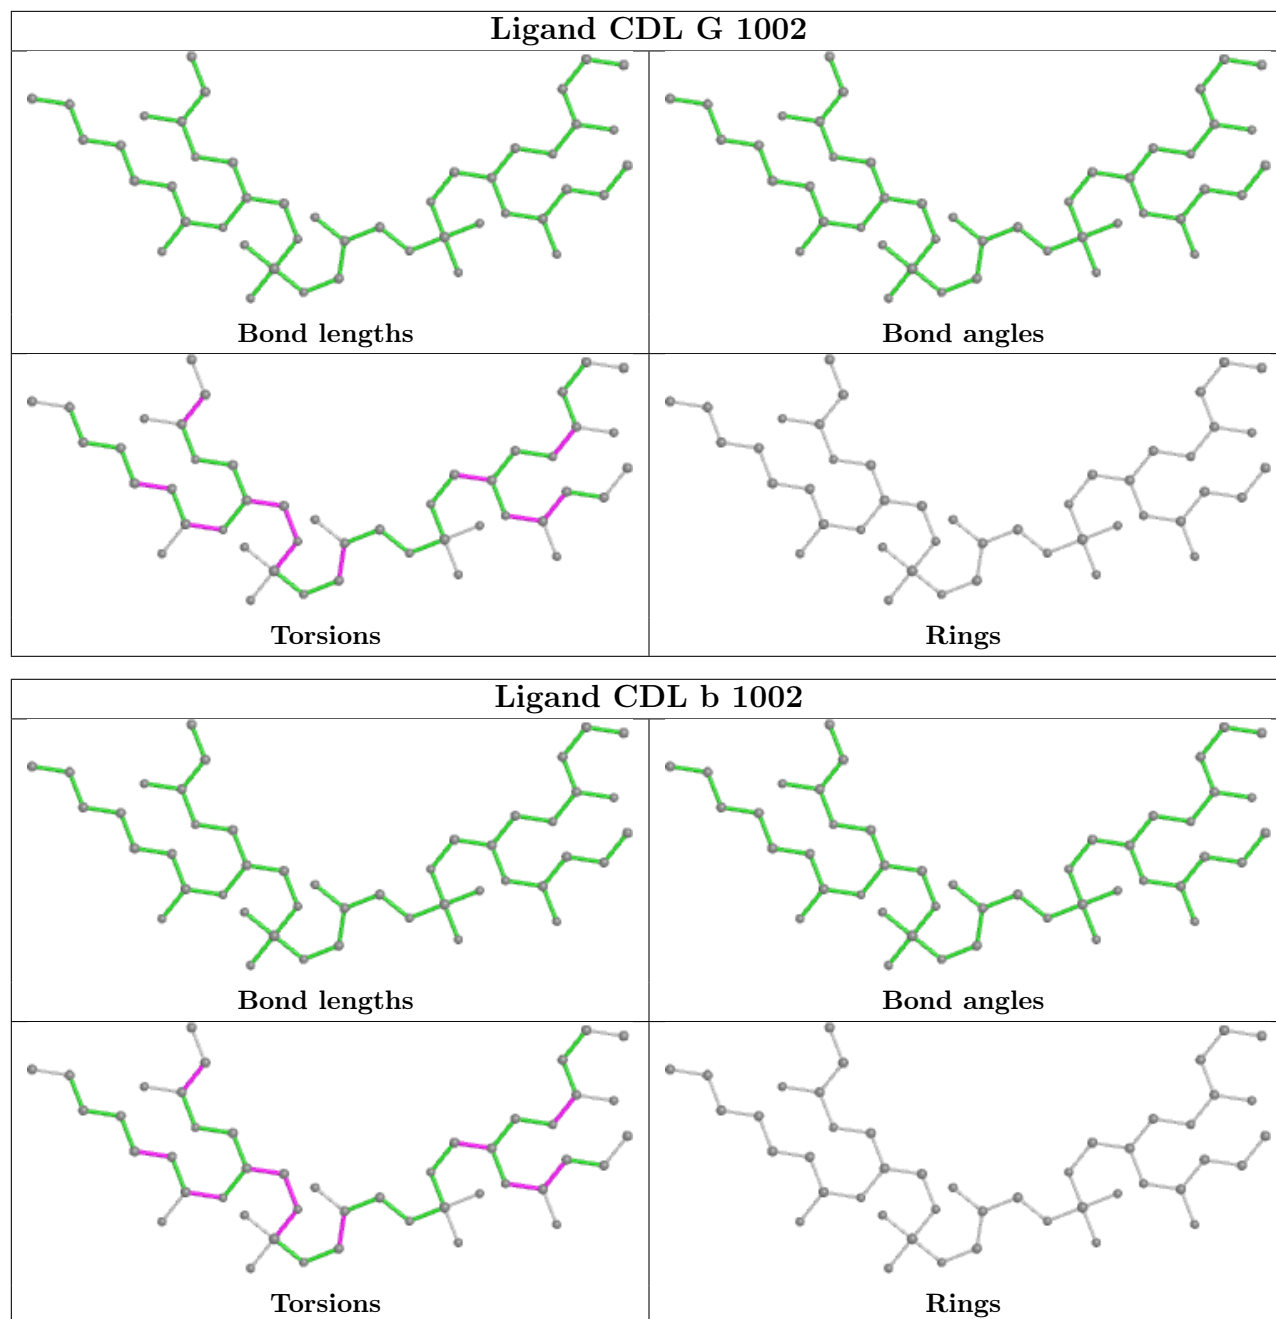 Ligand CDL G 1002
Bond lengths
Bond angles
Torsions
Rings
Ligand CDL b 1002
Bond lengths
Bond angles
Torsions
Rings